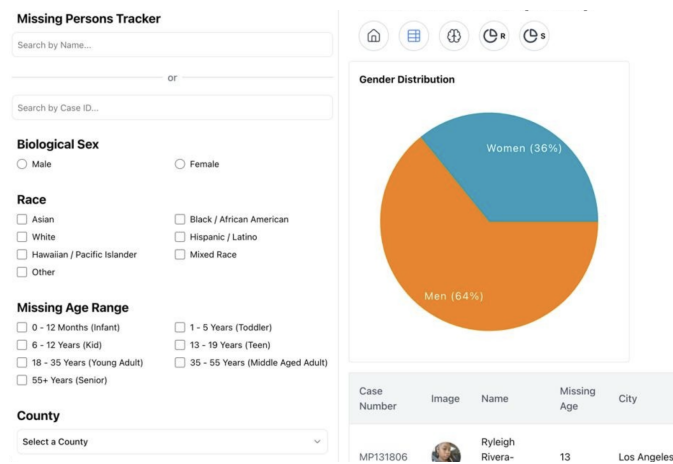 Missing Persons Tracker
Search by Name...
or
Search by Case ID...
Biological Sex
Male
Female
Race
Asian
Black / African American
White
Hispanic / Latino
Hawaiian / Pacific Islander
Mixed Race
Other
Missing Age Range
0 - 12 Months (Infant)
1 - 5 Years (Toddler)
6 - 12 Years (Kid)
13 - 19 Years (Teen)
18 - 35 Years (Young Adult)
35 - 55 Years (Middle Aged Adult)
55+ Years (Senior)
County
Select a County
R
S
Gender Distribution
Women (36%)
Men (64%)
Case Number
Image
Name
Missing Age
City
MP131806
Ryleigh
Rivera-
13
Los Angeles